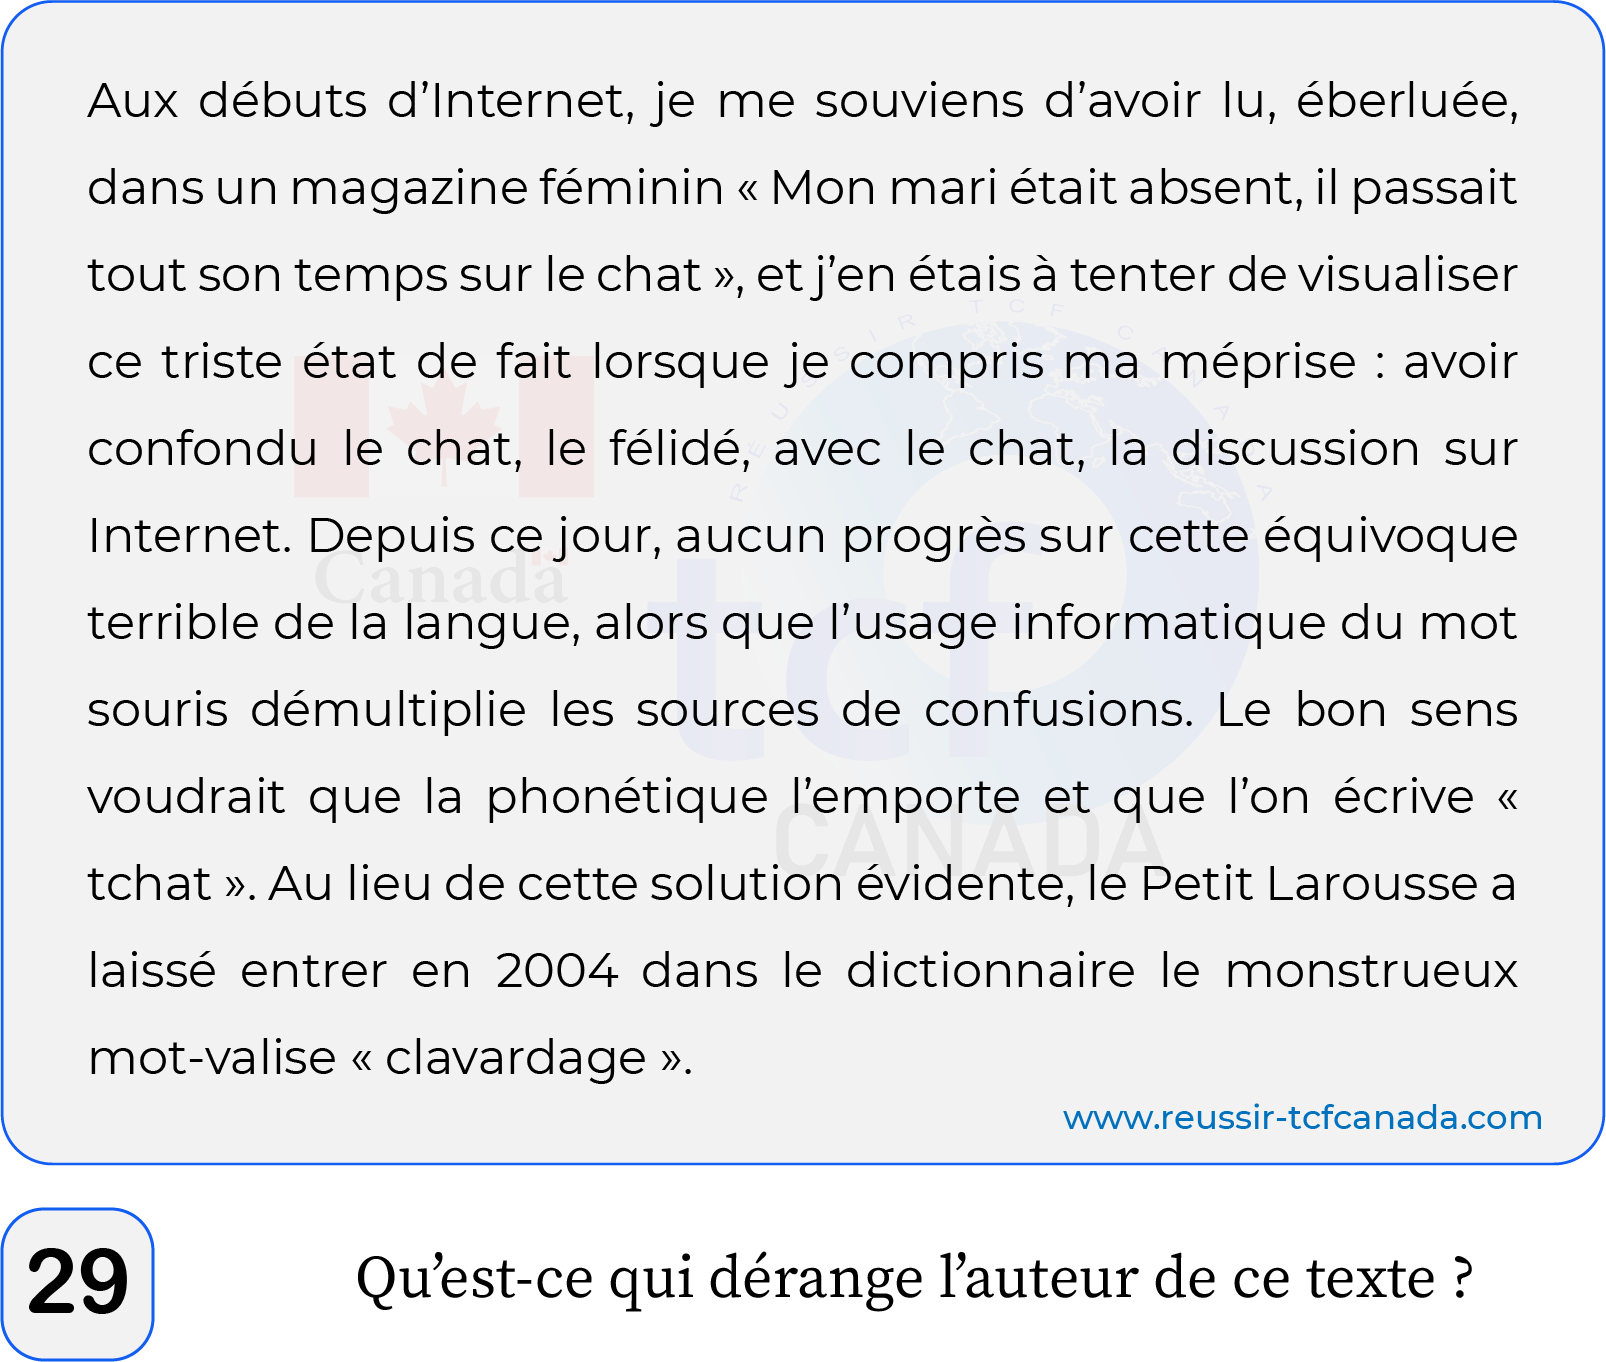 Aux débuts d’Internet, je me souviens d’avoir lu, éberluée,
dans un magazine féminin « Mon mari était absent, il passait
tout son temps sur le chat », et j’en étais à tenter de visualiser
ce triste état de fait lorsque je compris ma méprise : avoir
confondu le chat, le félidé, avec le chat, la discussion sur
Internet. Depuis ce jour, aucun progrès sur cette équivoque
terrible de la langue, alors que l’usage informatique du mot
souris démultiplie les sources de confusions. Le bon sens
voudrait que la phonétique l’emporte et que l’on écrive «
tchat ». Au lieu de cette solution évidente, le Petit Larousse a
laissé entrer en 2004 dans le dictionnaire le monstrueux
mot-valise « clavardage ».
RÉUSSIR TCF CANADA
Canada
tcf
CANADA
www.reussir-tcfcanada.com
29
Qu’est-ce qui dérange l’auteur de ce texte ?